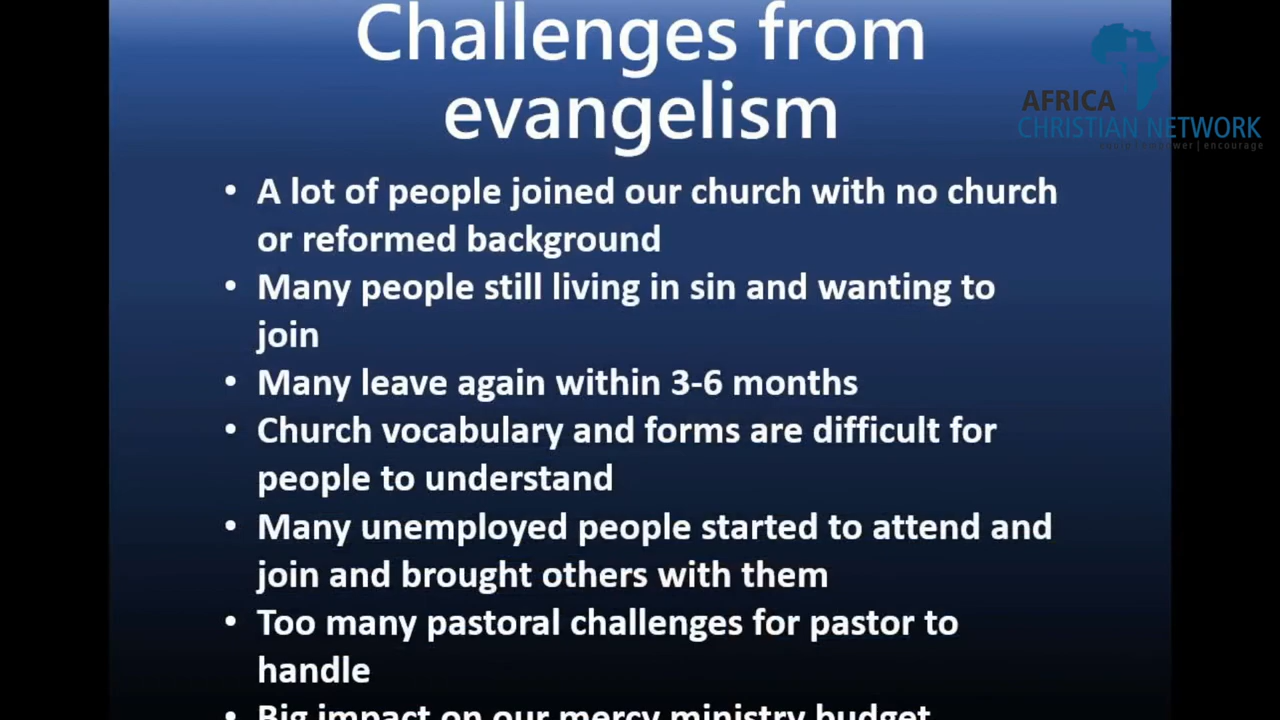 Challenges from
evangelism
AFRICA
CHRISTIAN NETWORK
equip | empower | encourage
• A lot of people joined our church with no church
or reformed background
• Many people still living in sin and wanting to
join
• Many leave again within 3-6 months
• Church vocabulary and forms are difficult for
people to understand
• Many unemployed people started to attend and
join and brought others with them
• Too many pastoral challenges for pastor to
handle
• Big impact on our mercy ministry budget